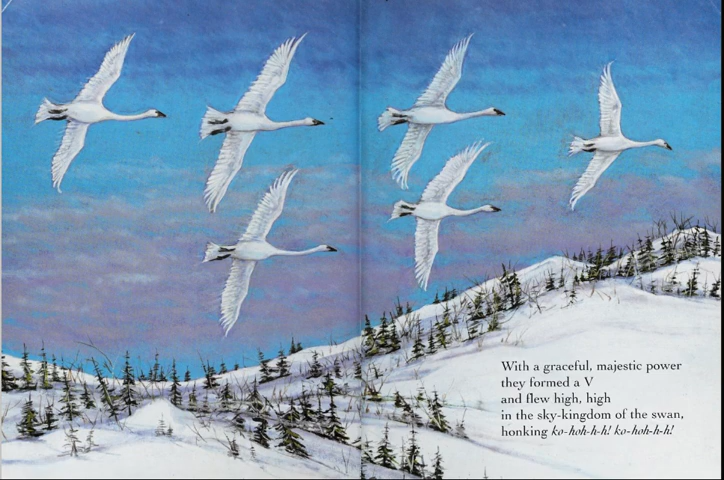 With a graceful, majestic power
they formed a V
and flew high, high
in the sky-kingdom of the swan,
honking ko-hoh-h-h! ko-hoh-h-h!